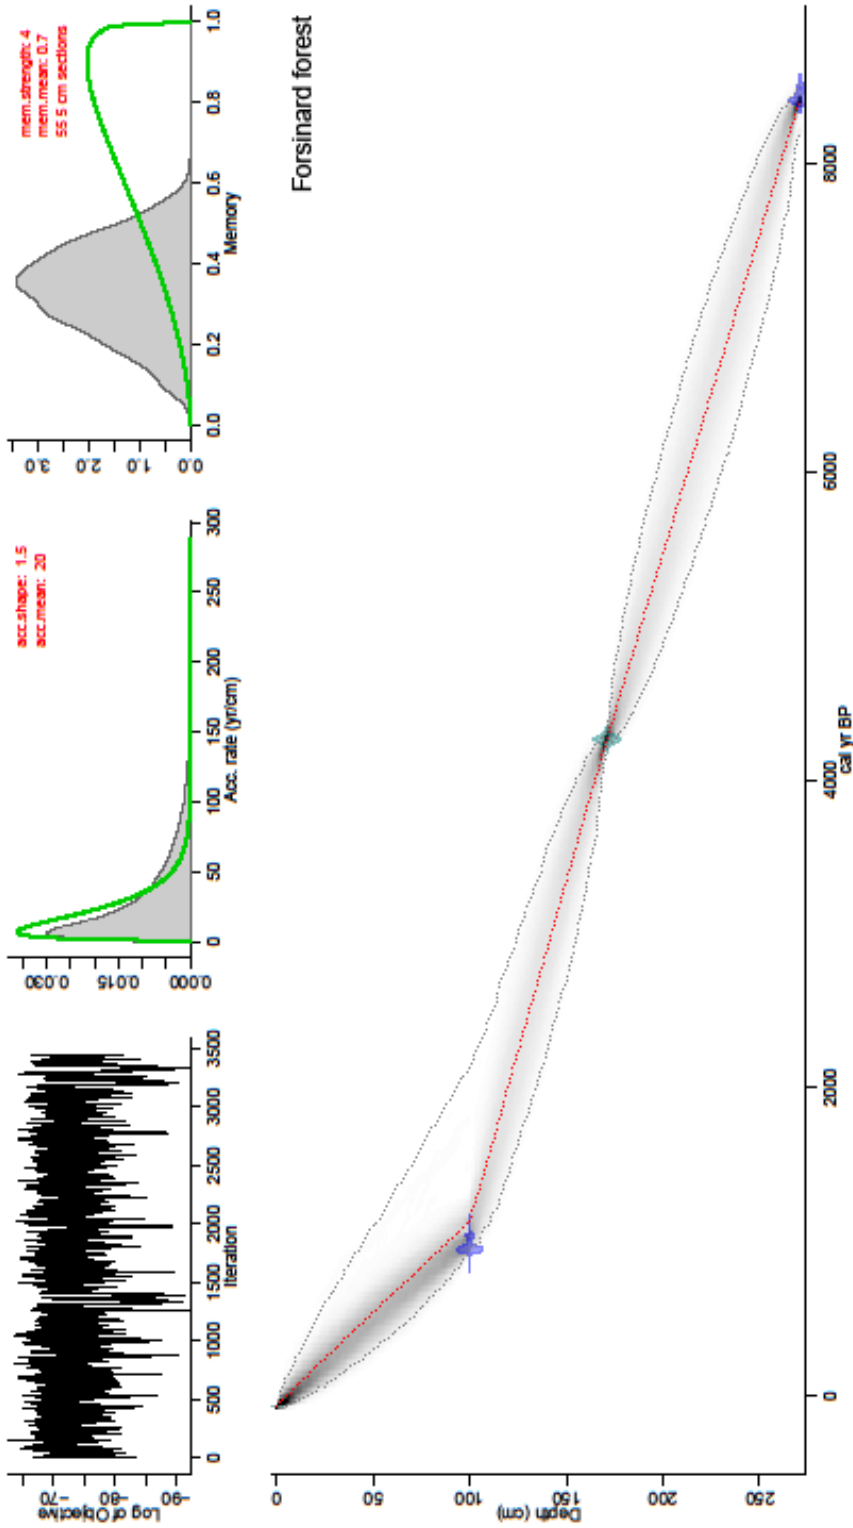 Log of Objective
-90 -80 -70
0 500 1000 1500 2000 2500 3000 3500
Iteration
0.000 0.015 0.030
acc.shape: 1.5
acc.mean: 20
0 50 100 150 200 250 300
Acc. rate (yr/cm)
0.0 1.0 2.0 3.0
mem.strength: 4
mem.mean: 0.7
55 5 cm sections
0.0 0.2 0.4 0.6 0.8 1.0
Memory
Forsinard forest
Depth (cm)
0 50 100 150 200 250
0 2000 4000 6000 8000
cal yr BP